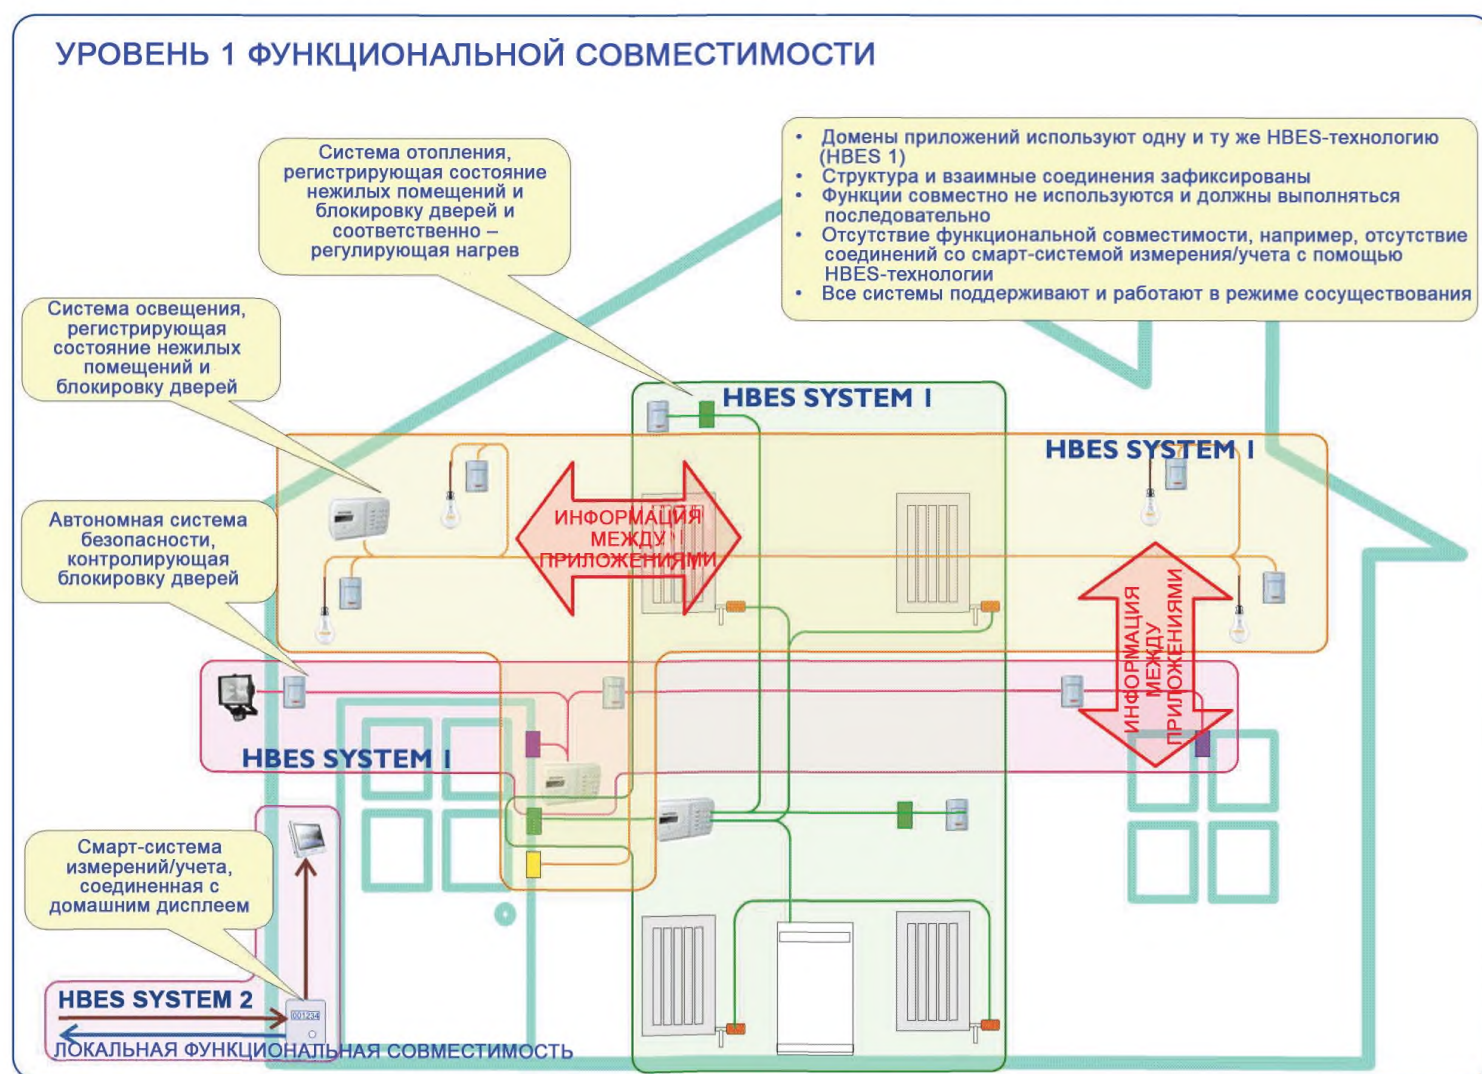 УРОВЕНЬ 1 ФУНКЦИОНАЛЬНОЙ СОВМЕСТИМОСТИ
Система отопления,
регистрирующая состояние
нежилых помещений и
блокировку дверей и
соответственно –
регулирующая нагрев
• Домены приложений используют одну и ту же HBES-технологию
(HBES 1)
• Структура и взаимные соединения зафиксированы
• Функции совместно не используются и должны выполняться
последовательно
• Отсутствие функциональной совместимости, например, отсутствие
соединений со смарт-системой измерения/учета с помощью
HBES-технологии
• Все системы поддерживают и работают в режиме сосуществования
Система освещения,
регистрирующая
состояние нежилых
помещений и
блокировку дверей
HBES SYSTEM 1
HBES SYSTEM 1
Автономная система
безопасности,
контролирующая
блокировку дверей
ИНФОРМАЦИЯ
МЕЖДУ
ПРИЛОЖЕНИЯМИ
ИНФОРМАЦИЯ
МЕЖДУ
ПРИЛОЖЕНИЯМИ
HBES SYSTEM 1
Смарт-система
измерений/учета,
соединенная с
домашним дисплеем
HBES SYSTEM 2
001234
ЛОКАЛЬНАЯ ФУНКЦИОНАЛЬНАЯ СОВМЕСТИМОСТЬ